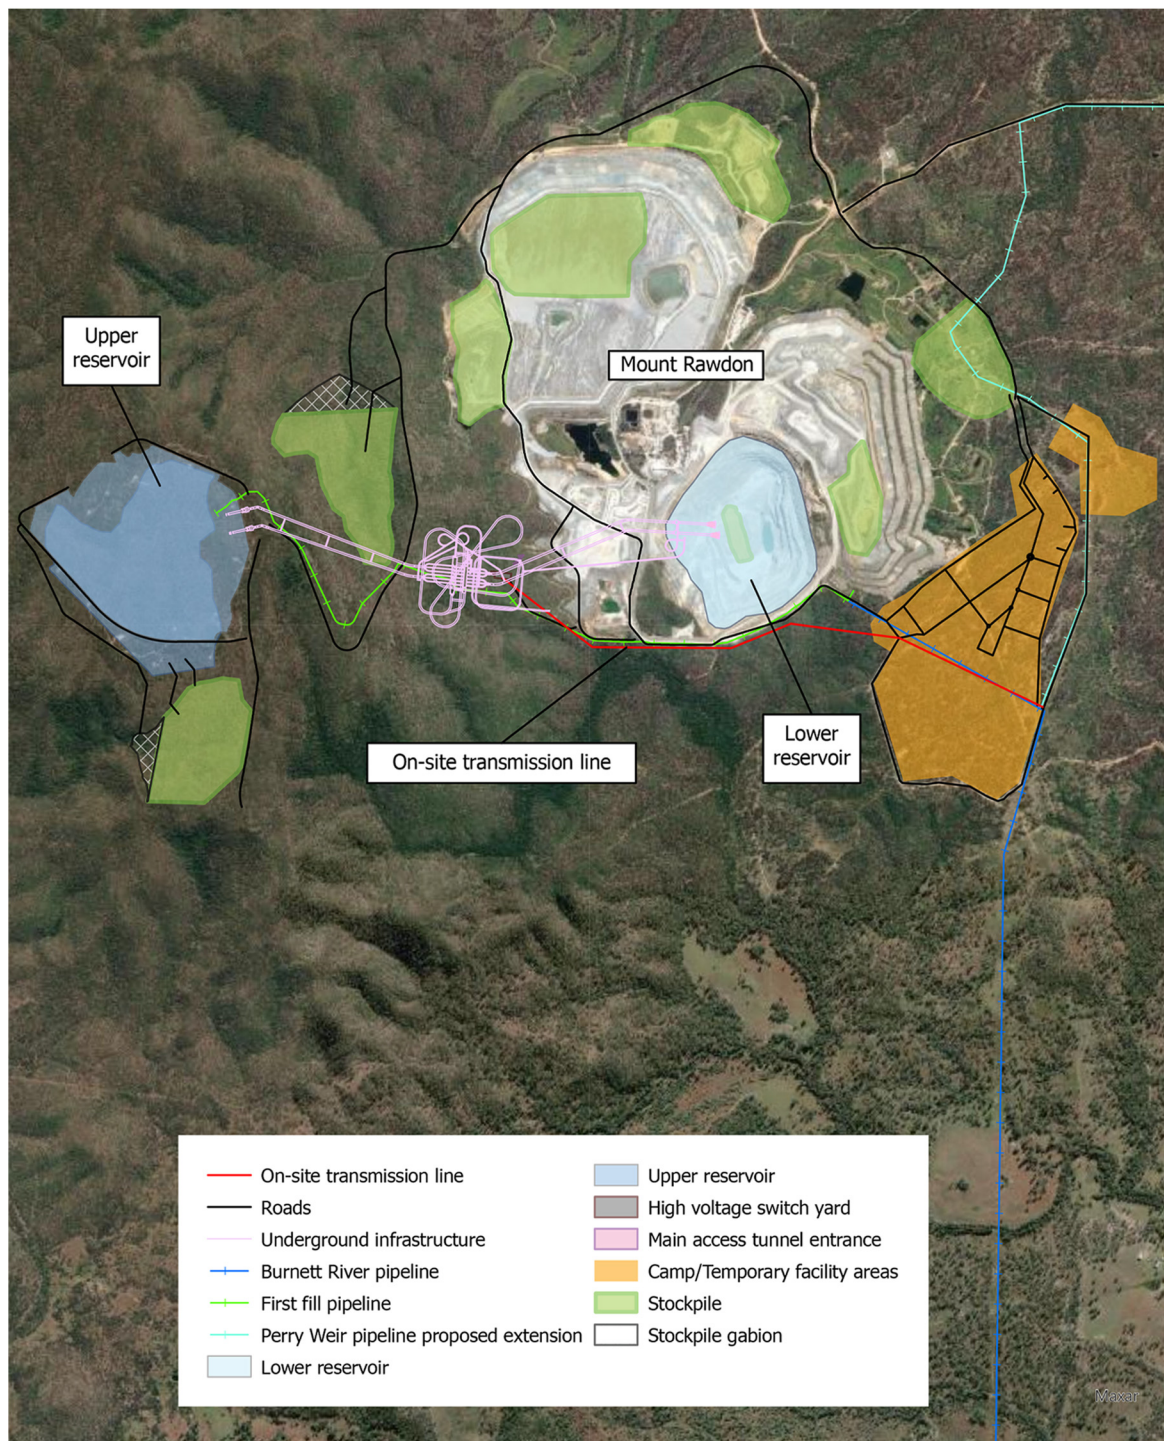 Upper
reservoir
Mount Rawdon
On-site transmission line
Lower
reservoir
On-site transmission line
Roads
Underground infrastructure
Burnett River pipeline
First fill pipeline
Perry Weir pipeline proposed extension
Lower reservoir
Upper reservoir
High voltage switch yard
Main access tunnel entrance
Camp/Temporary facility areas
Stockpile
Stockpile gabion
Maxar